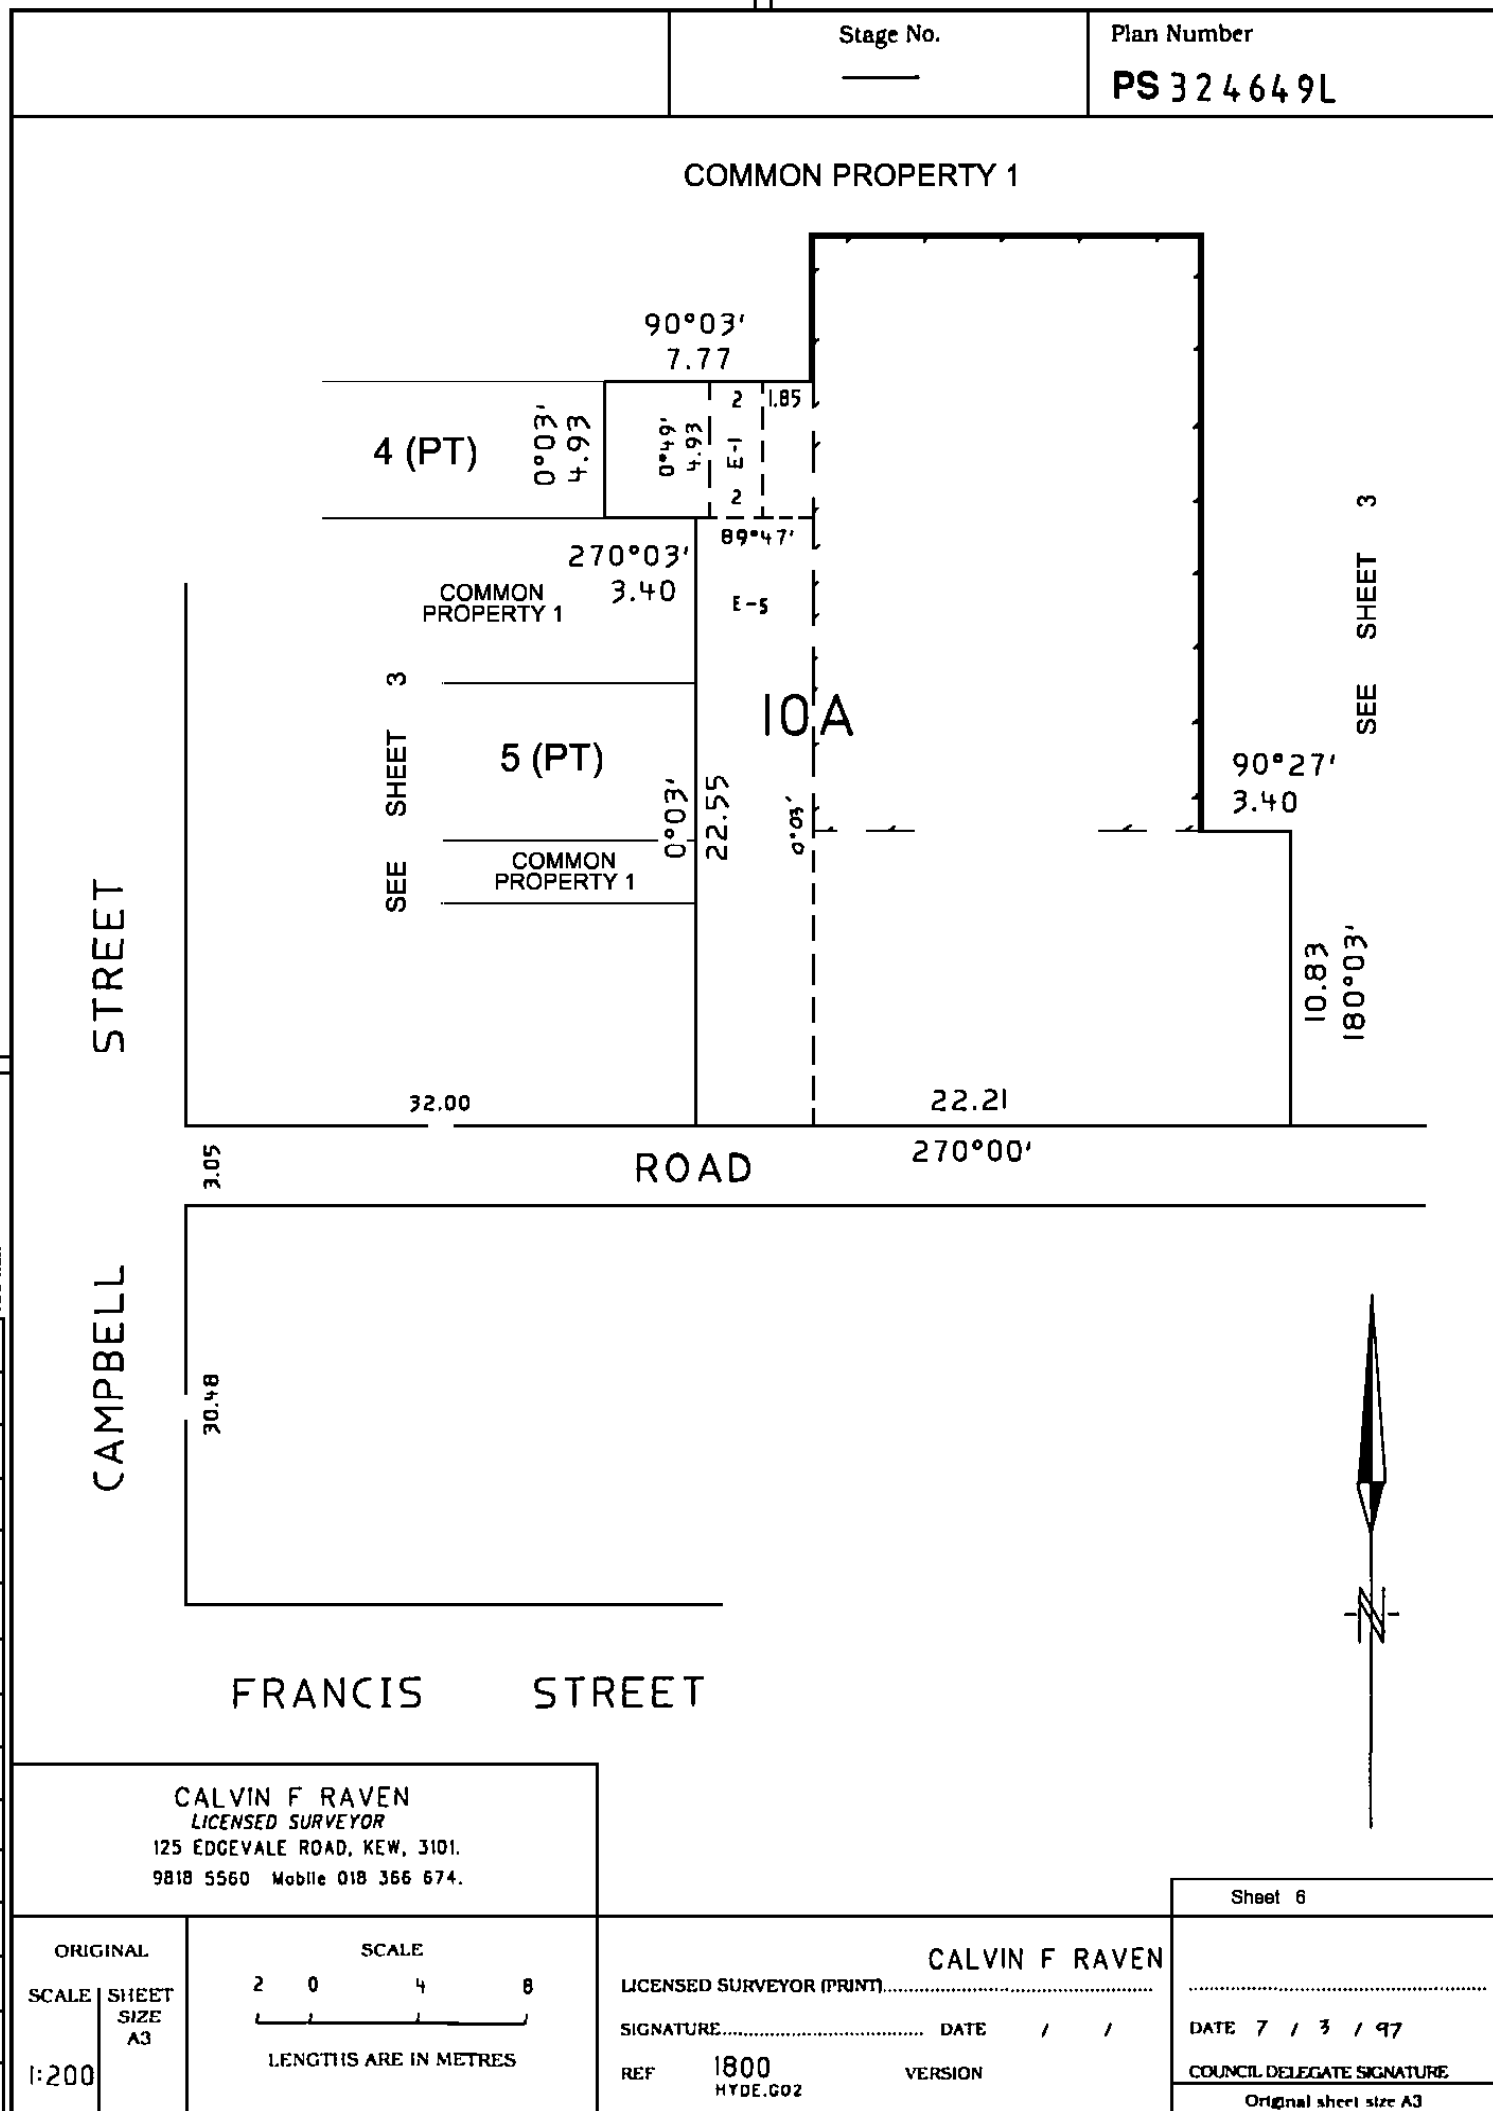 Stage No.
Plan Number
PS 324649L
COMMON PROPERTY 1
90°03'
7.77
2
1.85
4 (PT)
0°03'
4.93
0°49'
4.93
E-1
2
89°47'
270°03'
3.40
COMMON
PROPERTY 1
E-5
SEE SHEET 3
SEE SHEET 3
10A
5 (PT)
90°27'
3.40
0°03'
22.55
0°03'
COMMON
PROPERTY 1
10.83
180°03'
32.00
22.21
270°00'
ROAD
3.05
CAMPBELL STREET
30.48
N
FRANCIS STREET
CALVIN F RAVEN
LICENSED SURVEYOR
125 EDGEVALE ROAD, KEW, 3101.
9818 5560 Mobile 018 366 674.
Sheet 6
ORIGINAL
SCALE
SHEET
SIZE
A3
1:200
SCALE
2 0 4 8
LENGTHS ARE IN METRES
CALVIN F RAVEN
LICENSED SURVEYOR (PRINT)
SIGNATURE DATE / /
REF 1800
HYDE.G02
VERSION
DATE 7 / 3 / 97
COUNCIL DELEGATE SIGNATURE
Original sheet size A3